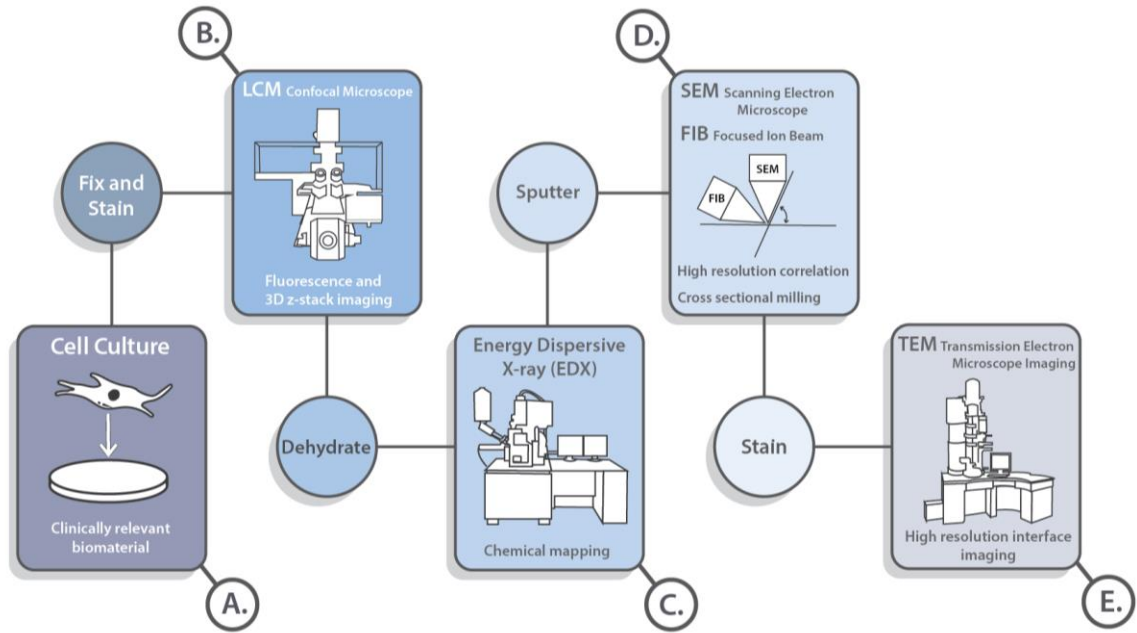 A.
Cell Culture
Clinically relevant
biomaterial
Fix and
Stain
B.
LCM Confocal Microscope
Fluorescence and
3D z-stack imaging
Dehydrate
C.
Energy Dispersive
X-ray (EDX)
Chemical mapping
Sputter
D.
SEM Scanning Electron
Microscope
FIB Focused Ion Beam
SEM
FIB
High resolution correlation
Cross sectional milling
Stain
E.
TEM Transmission Electron
Microscope Imaging
High resolution interface
imaging